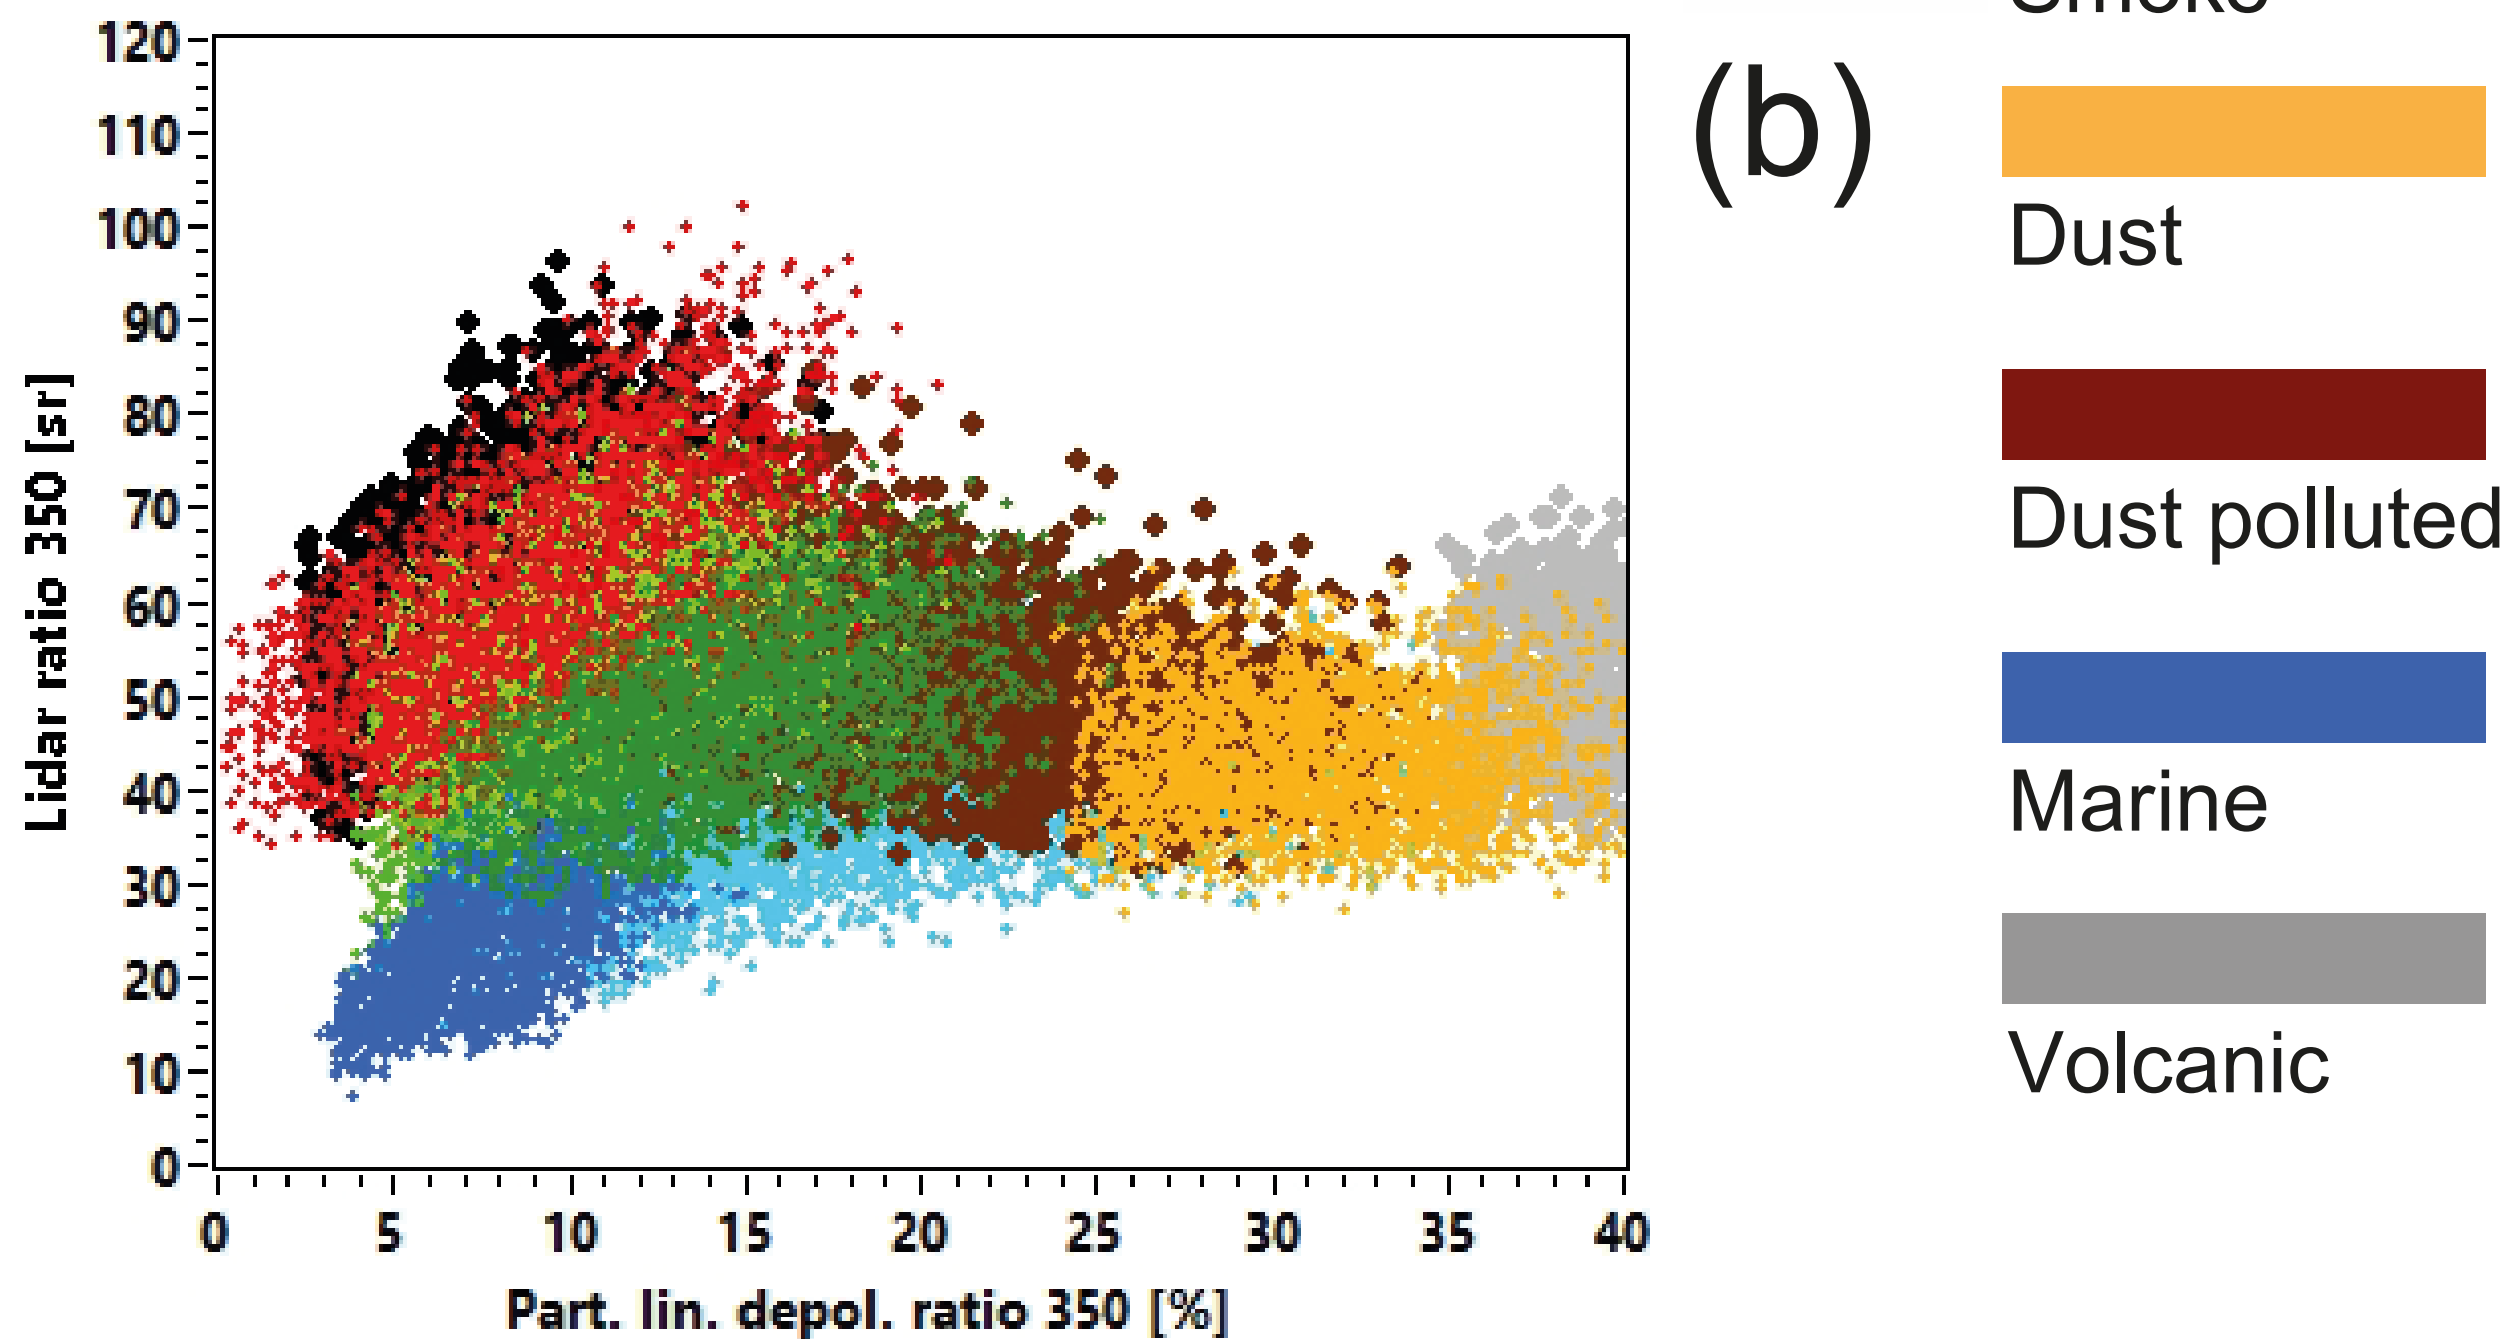 Smoke
(b)
Dust
Dust polluted
Marine
Volcanic
120
110
100
90
80
70
60
50
40
30
20
10
0
Lidar ratio 350 [sr]
0 5 10 15 20 25 30 35 40
Part. lin. depol. ratio 350 [%]